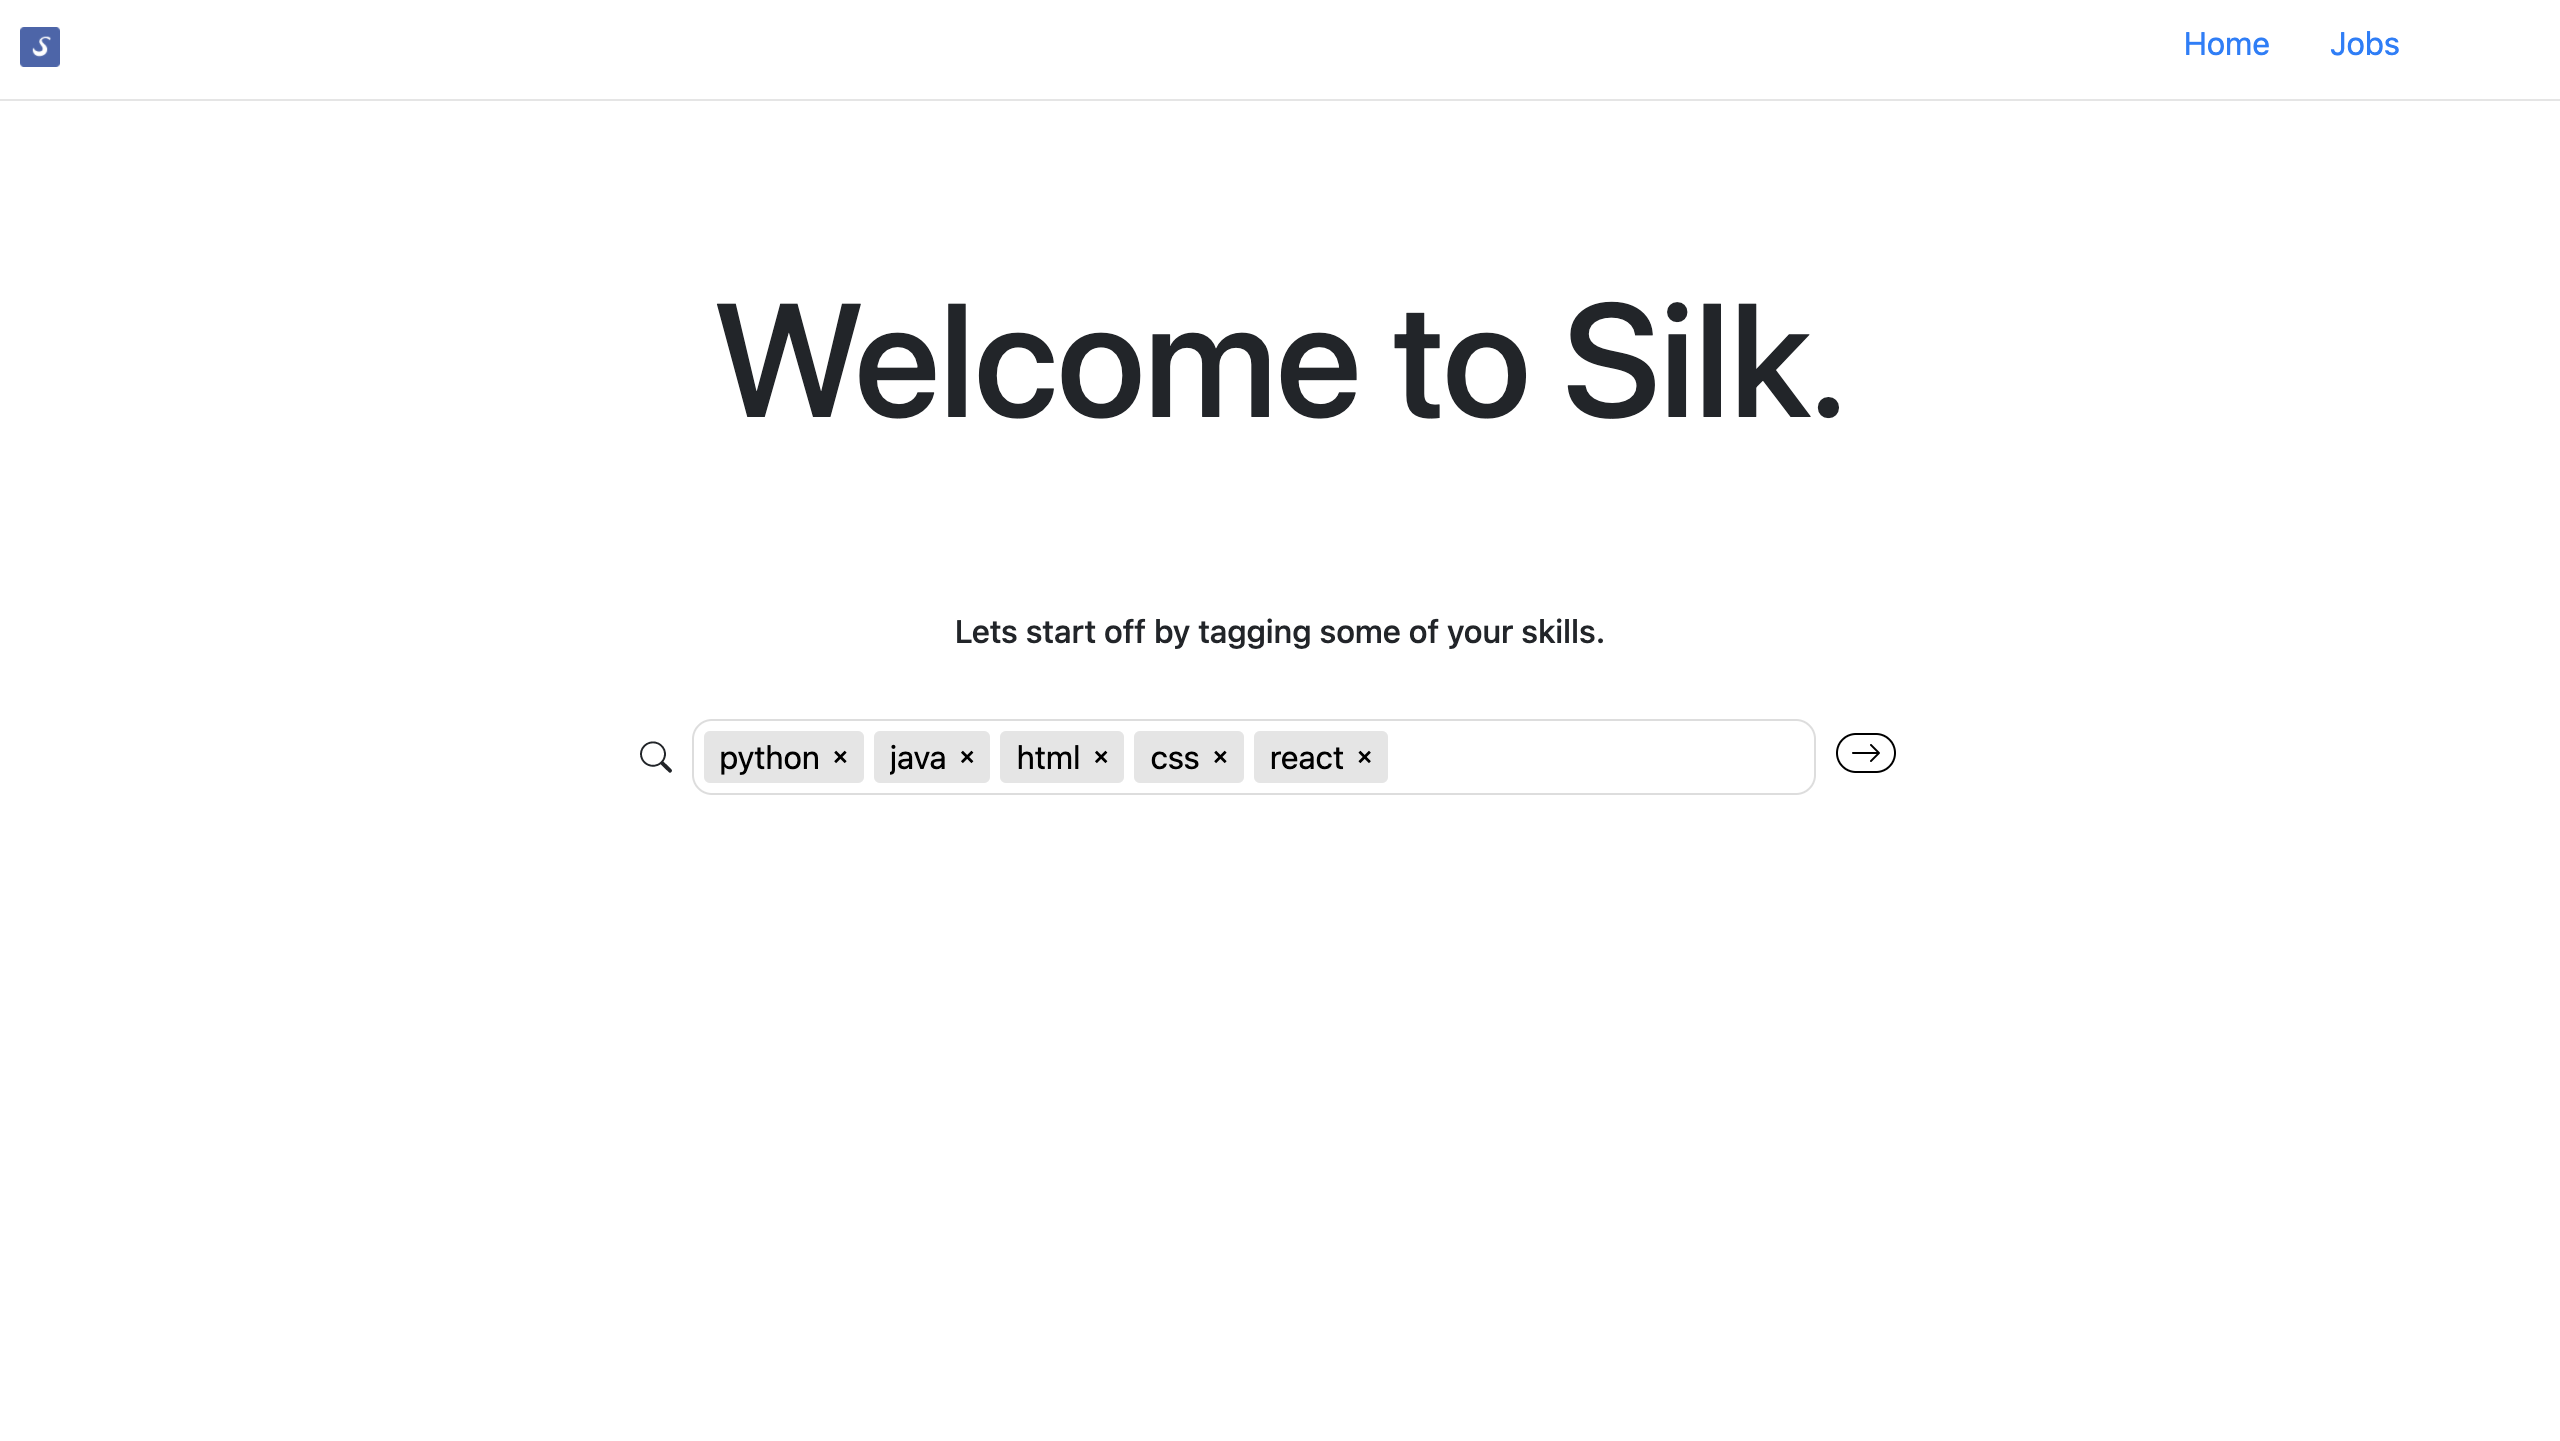 S
Home Jobs
Welcome to Silk.
Lets start off by tagging some of your skills.
python × java × html × css × react ×